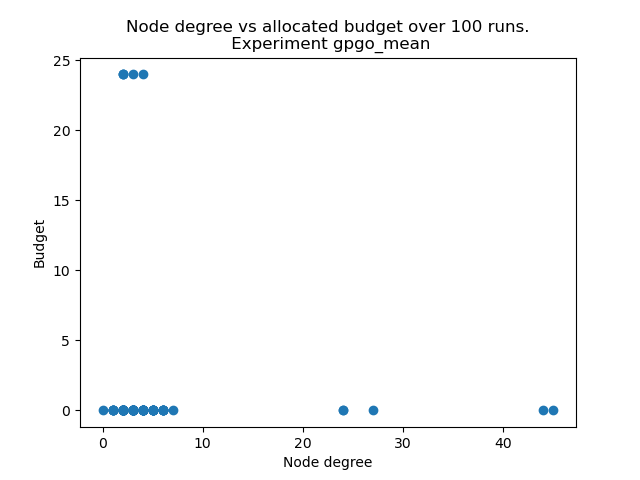 Node degree vs allocated budget over 100 runs.
Experiment gpgo_mean
25
20
15
10
5
0
Budget
0 10 20 30 40
Node degree